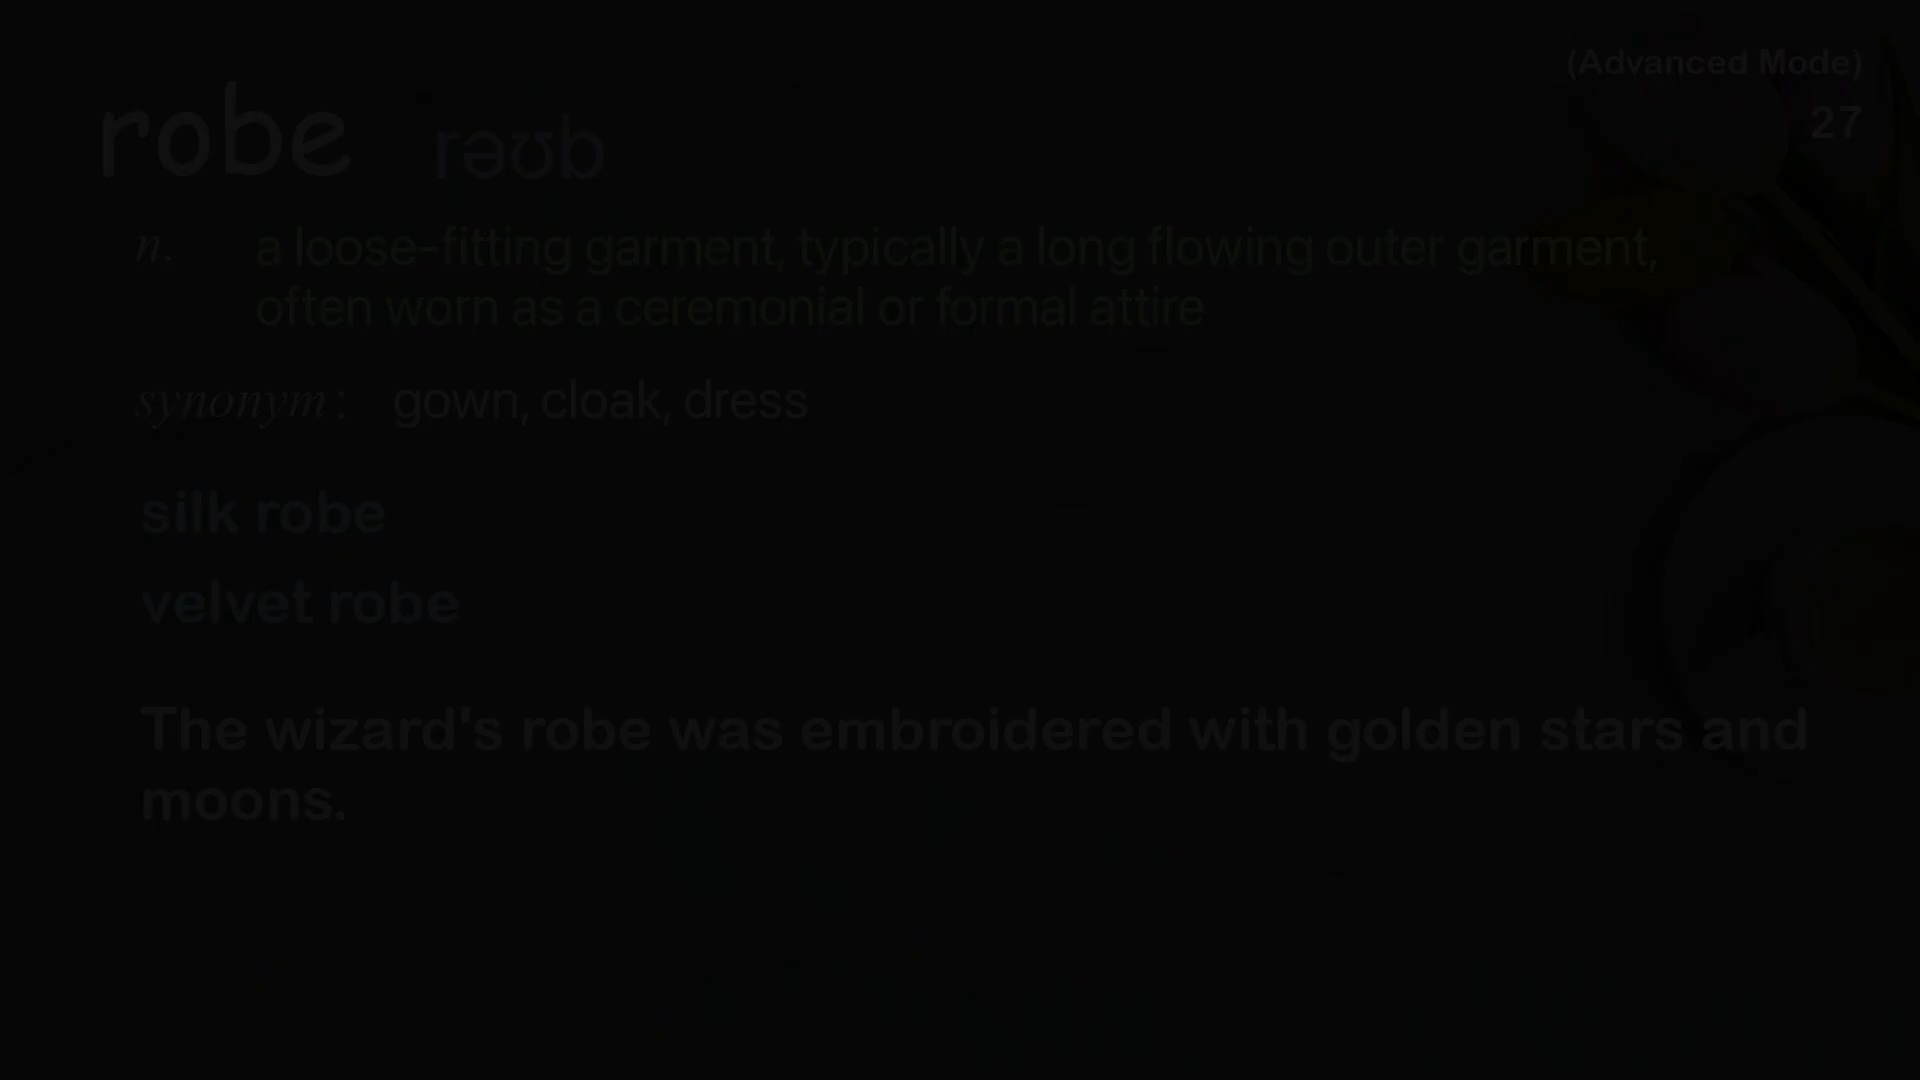 (Advanced Mode)
27
robe rəʊb
n. a loose-fitting garment, typically a long flowing outer garment,
often worn as a ceremonial or formal attire
synonym: gown, cloak, dress
silk robe
velvet robe
The wizard's robe was embroidered with golden stars and
moons.